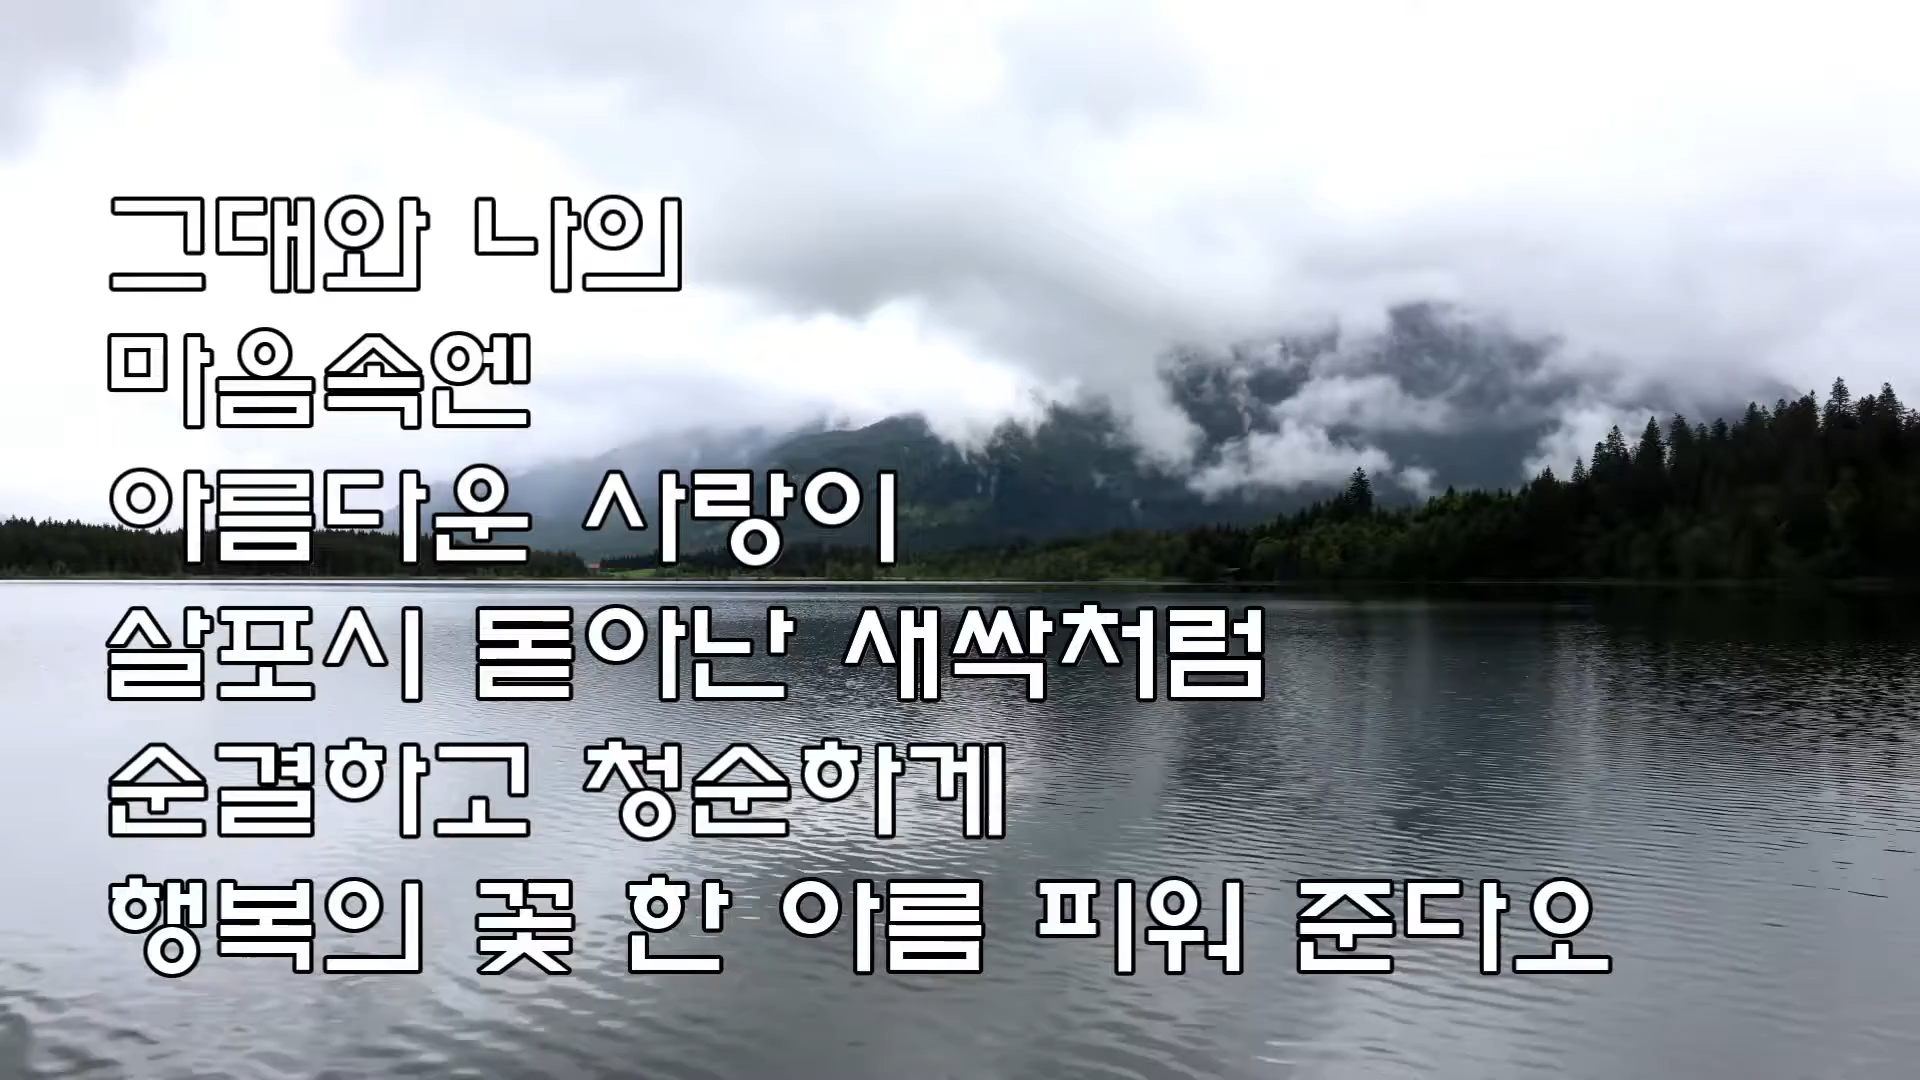 그대와 나의
마음속엔
아름다운 사랑이
살포시 돋아난 새싹처럼
순결하고 청순하게
행복의 꽃 한 아름 피워 준다오